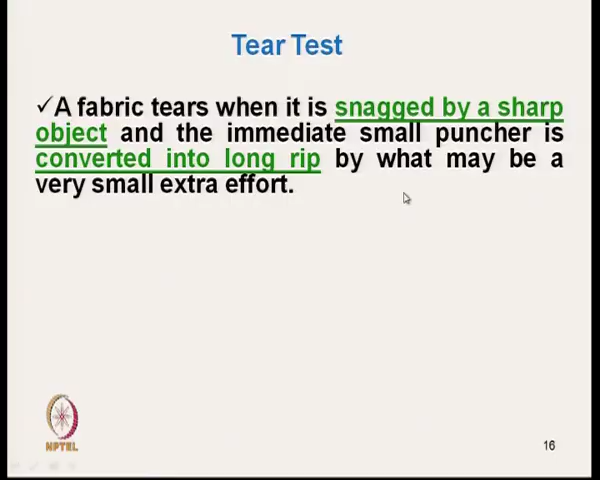 Tear Test
✓A fabric tears when it is snagged by a sharp
object and the immediate small puncher is
converted into long rip by what may be a
very small extra effort.
NPTEL
16